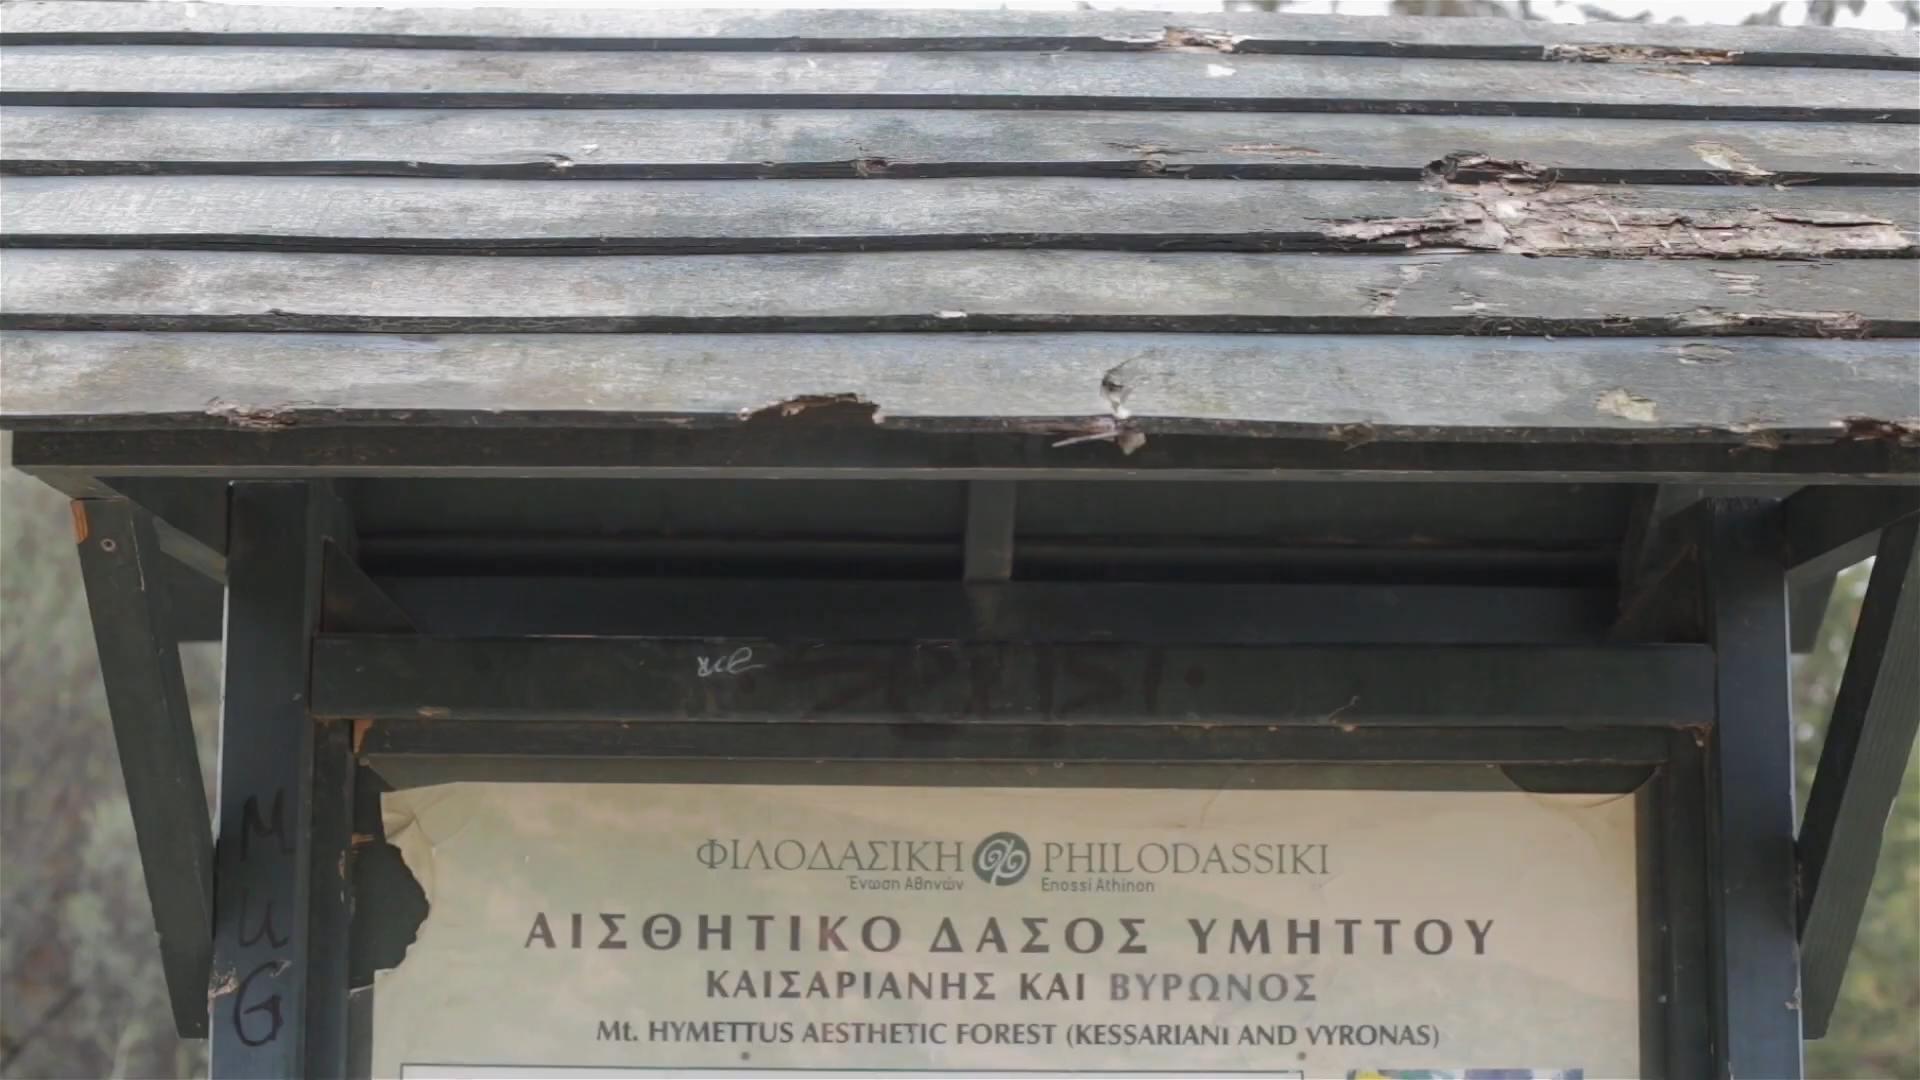 ΦΙΛΟΔΑΣΙΚΗ PHILODASSIKI
Ένωση Αθηνών Enossi Athinon
ΑΙΣΘΗΤΙΚΟ ΔΑΣΟΣ ΥΜΗΤΤΟΥ
ΚΑΙΣΑΡΙΑΝΗΣ ΚΑΙ ΒΥΡΩΝΟΣ
Mt. HYMETTUS AESTHETIC FOREST (KESSARIANI AND VYRONAS)
M
U
G